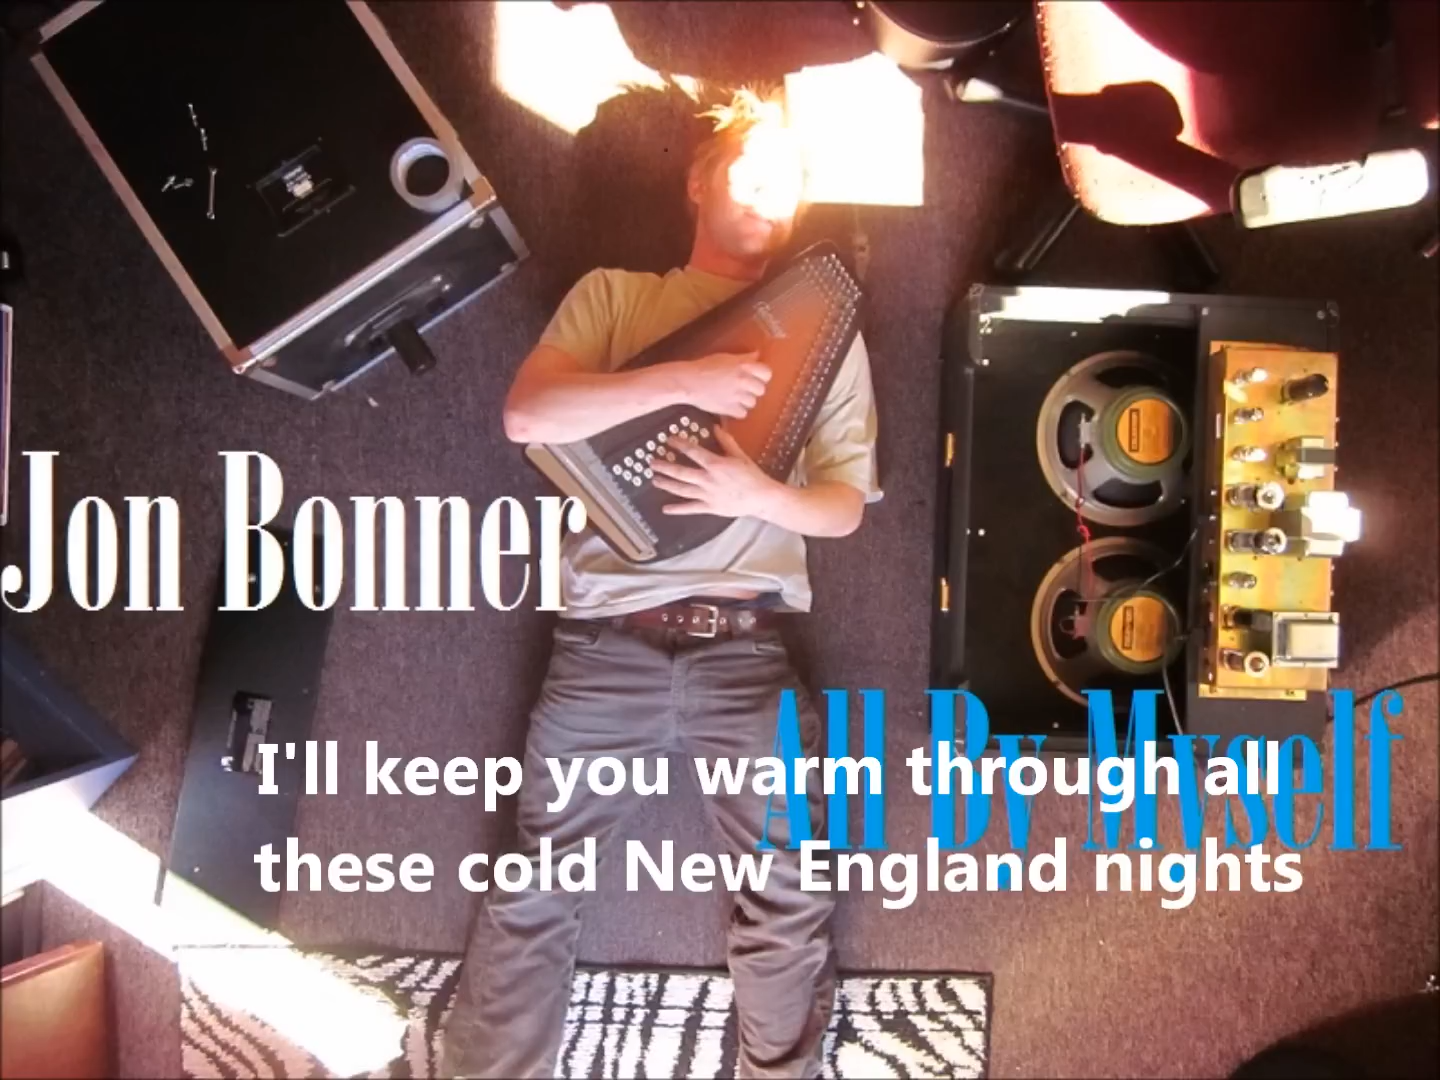 Jon Bonner
All By Myself
I'll keep you warm through all
these cold New England nights